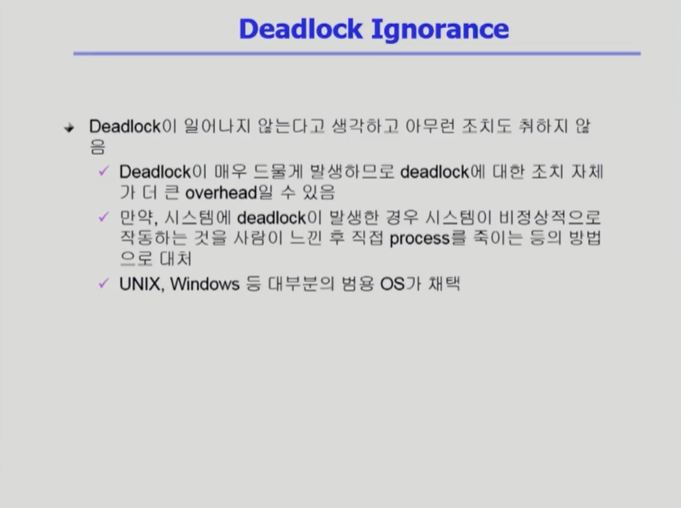 Deadlock Ignorance
Deadlock이 일어나지 않는다고 생각하고 아무런 조치도 취하지 않
음
Deadlock이 매우 드물게 발생하므로 deadlock에 대한 조치 자체
가 더 큰 overhead일 수 있음
만약, 시스템에 deadlock이 발생한 경우 시스템이 비정상적으로
작동하는 것을 사람이 느낀 후 직접 process를 죽이는 등의 방법
으로 대처
UNIX, Windows 등 대부분의 범용 OS가 채택